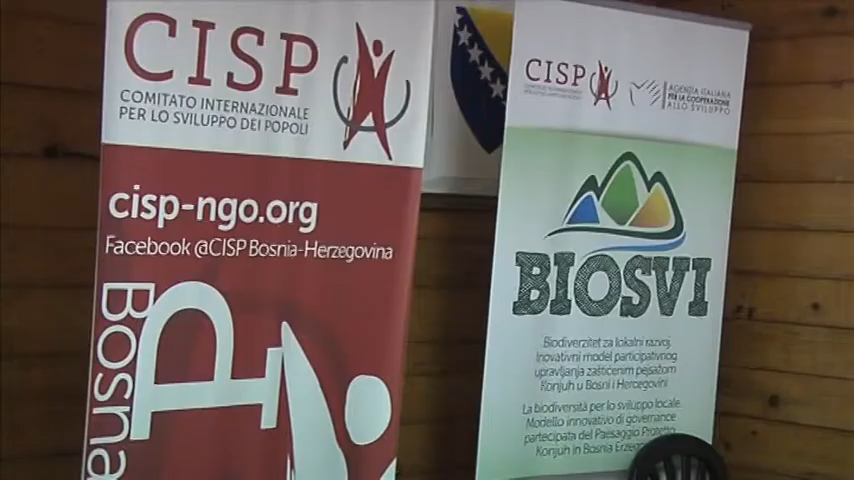 CISP
COMITATO INTERNAZIONALE
PER LO SVILUPPO DEI POPOLI
cisp-ngo.org
Facebook @CISP Bosnia-Herzegovina
Bosna
CISP
AGENZIA ITALIANA
PER LA COOPERAZIONE
ALLO SVILUPPO
BIOSVI
Biodiverzitet za lokalni razvoj.
Inovativni model participativnog
upravljanja zaštićenim pejsažom
Konjuh u Bosni i Hercegovini
La biodiversità per lo sviluppo locale.
Modello innovativo di governance
partecipata del Paesaggio Protetto
Konjuh in Bosnia